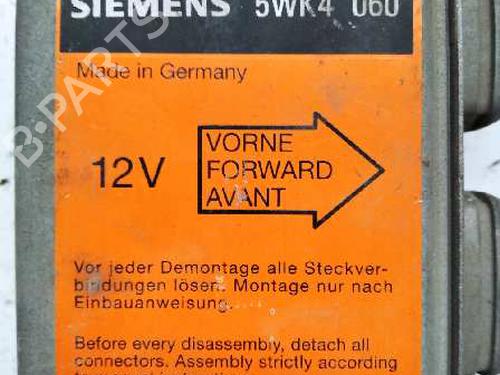 SIEMENS 5WK4 060
Made in Germany
12V
VORNE
FORWARD
AVANT
Vor jeder Demontage alle Steckver-
bindungen lösen. Montage nur nach
Einbauanweisung.
Before every disassembly, detach all
connectors. Assembly strictly according
B-PARTS